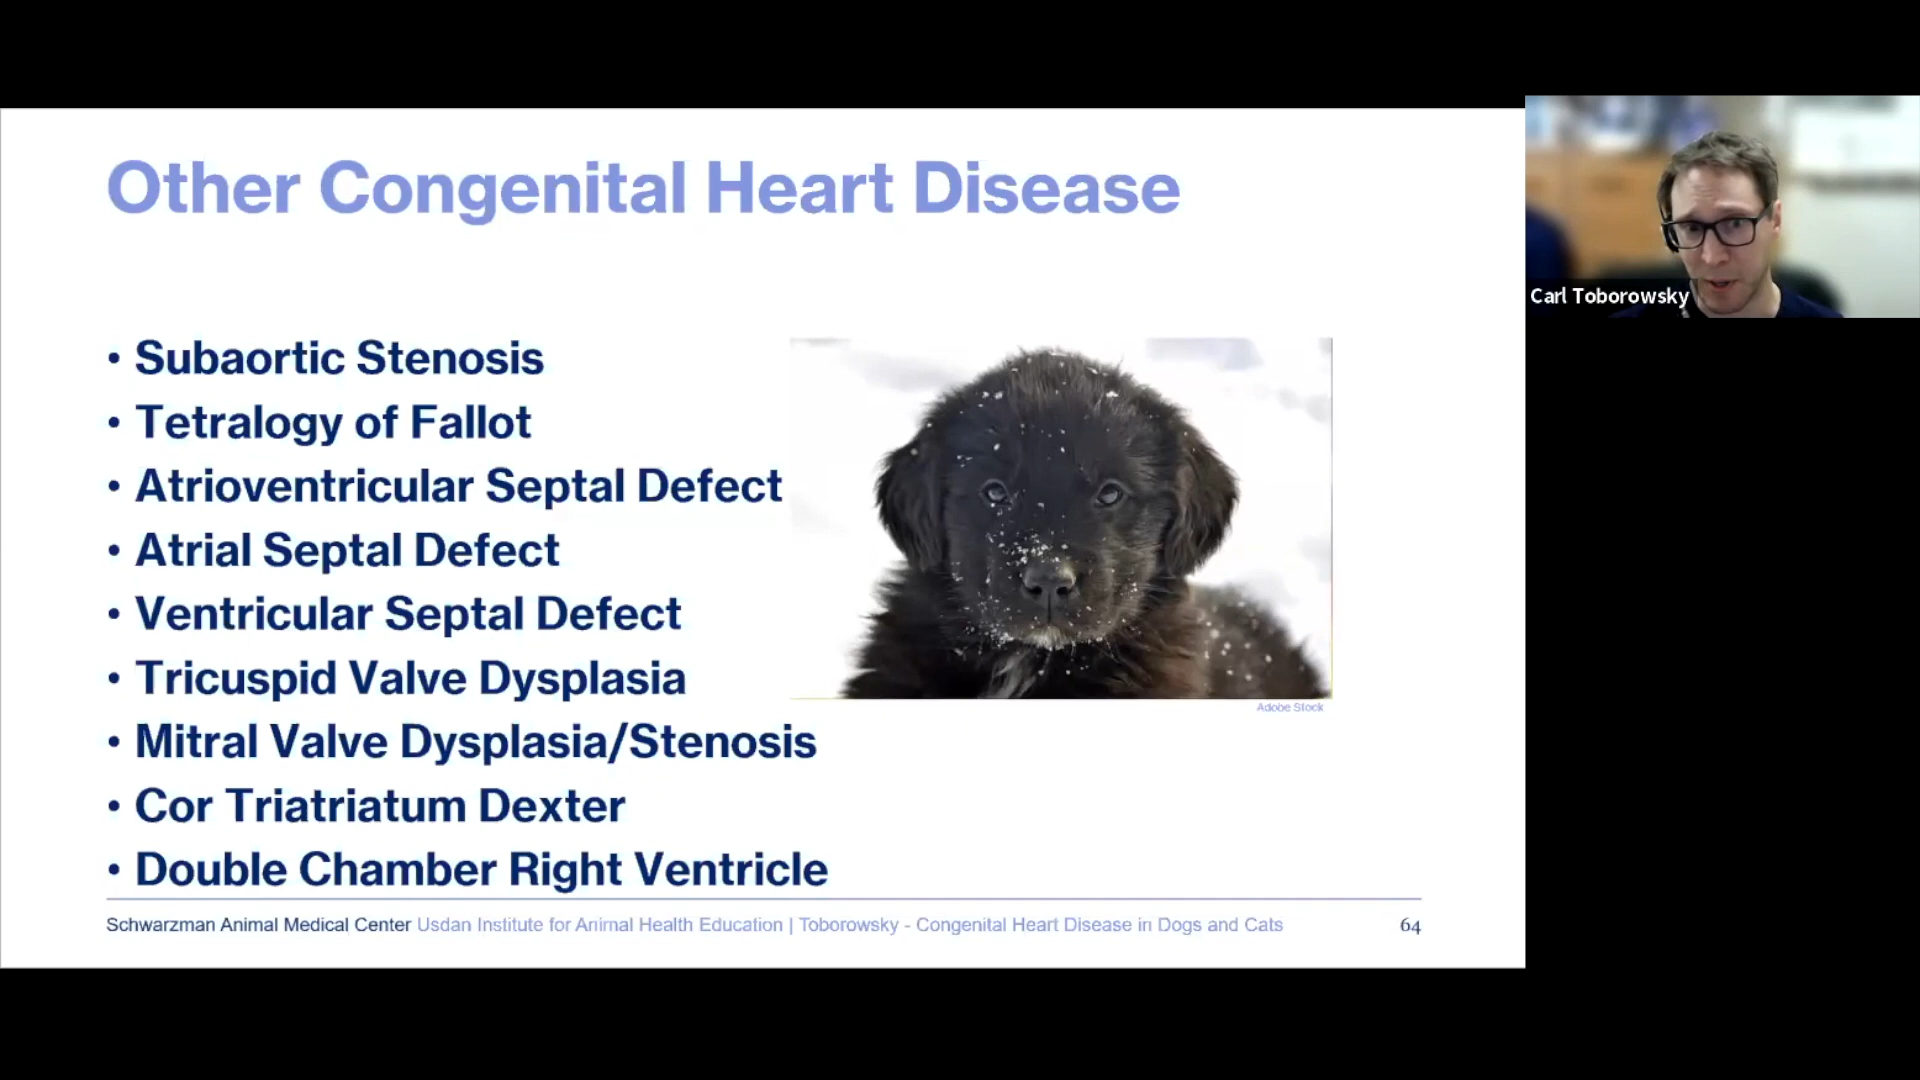 Other Congenital Heart Disease
• Subaortic Stenosis
• Tetralogy of Fallot
• Atrioventricular Septal Defect
• Atrial Septal Defect
• Ventricular Septal Defect
• Tricuspid Valve Dysplasia
• Mitral Valve Dysplasia/Stenosis
• Cor Triatriatum Dexter
• Double Chamber Right Ventricle
Adobe Stock
Schwarzman Animal Medical Center Usdan Institute for Animal Health Education | Toborowsky - Congenital Heart Disease in Dogs and Cats 64
Carl Toborowsky